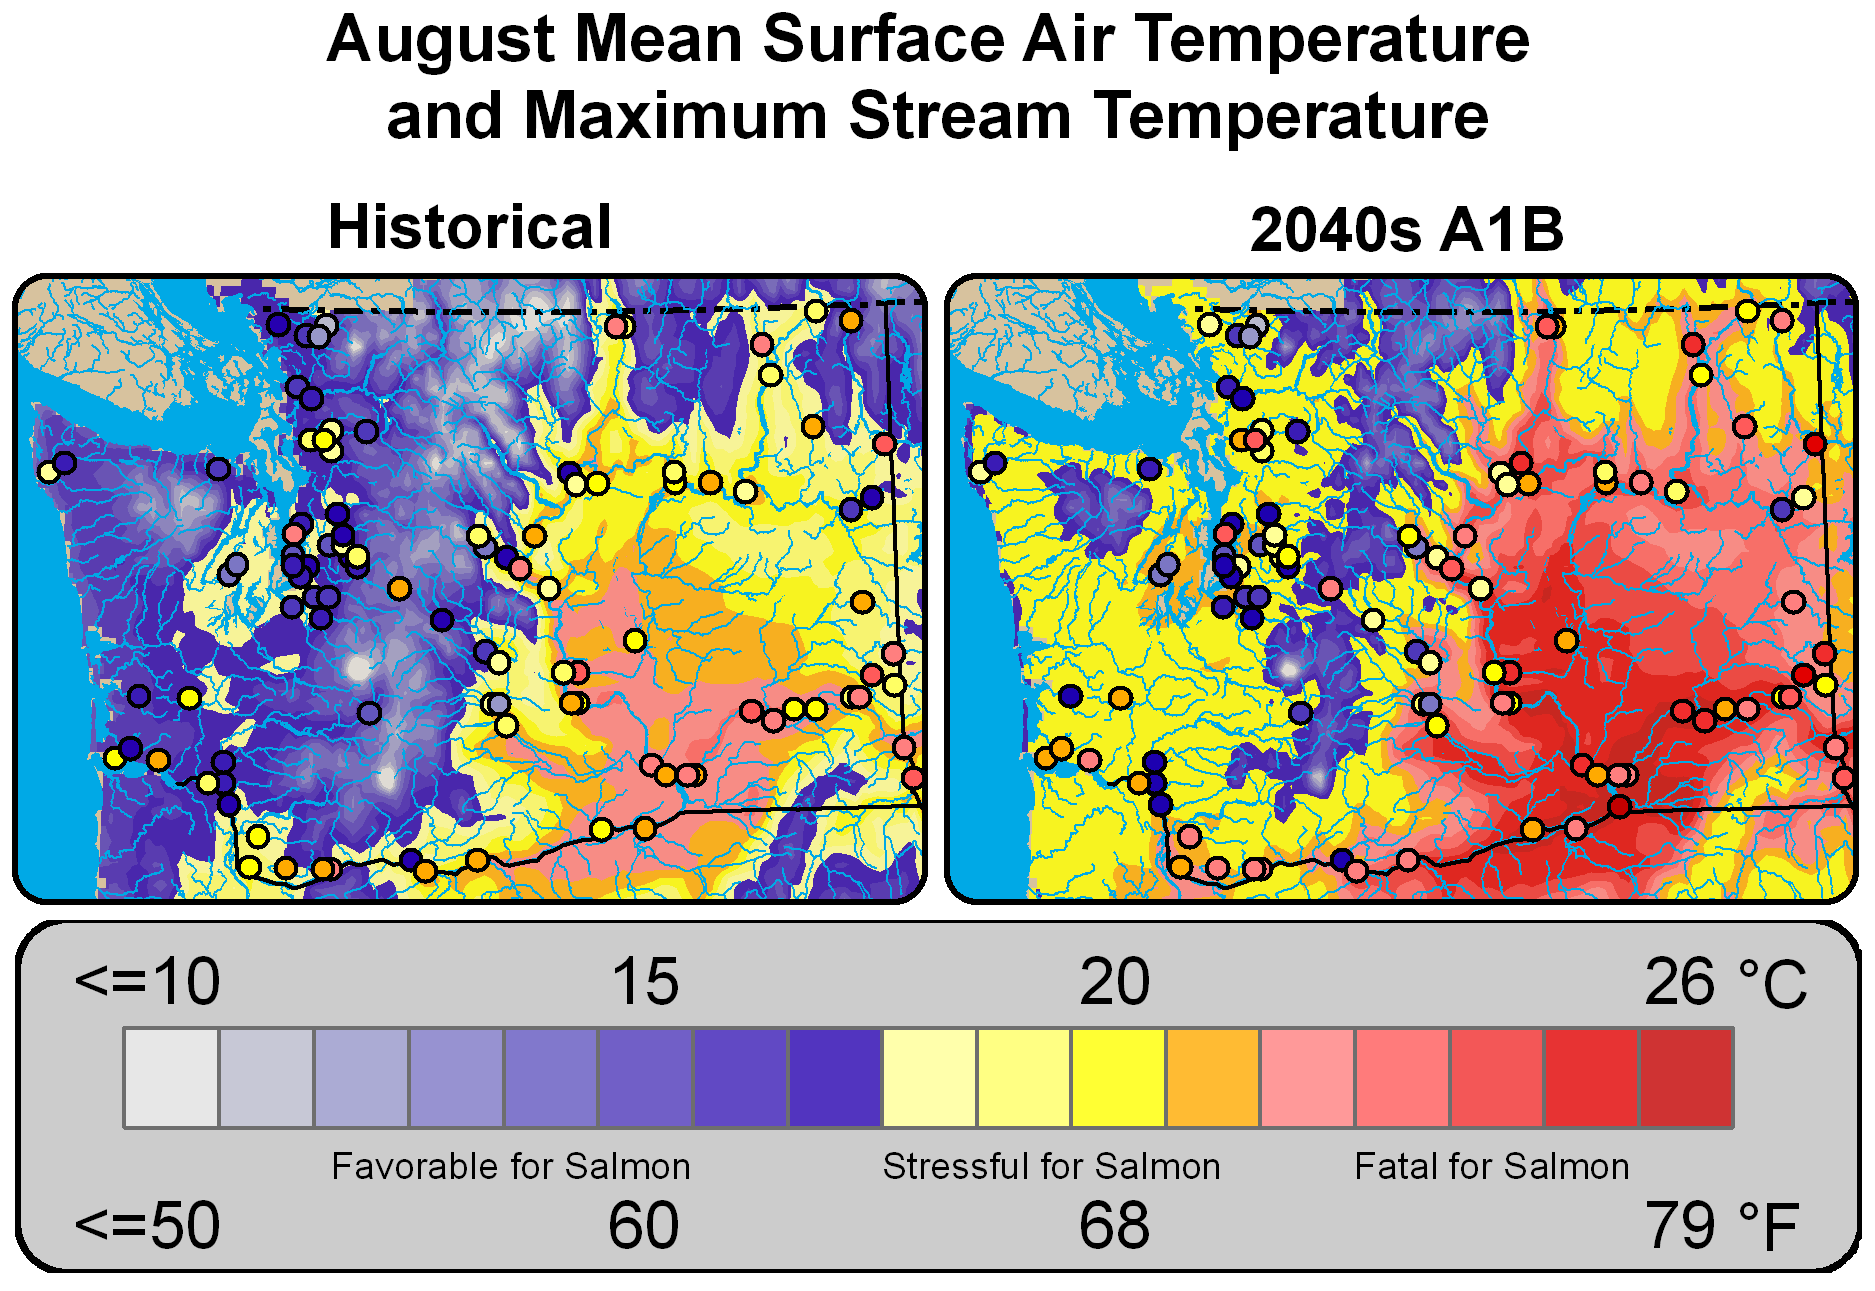 August Mean Surface Air Temperature
and Maximum Stream Temperature
Historical
2040s A1B
<=10 15 20 26 °C
Favorable for Salmon Stressful for Salmon Fatal for Salmon
<=50 60 68 79 °F